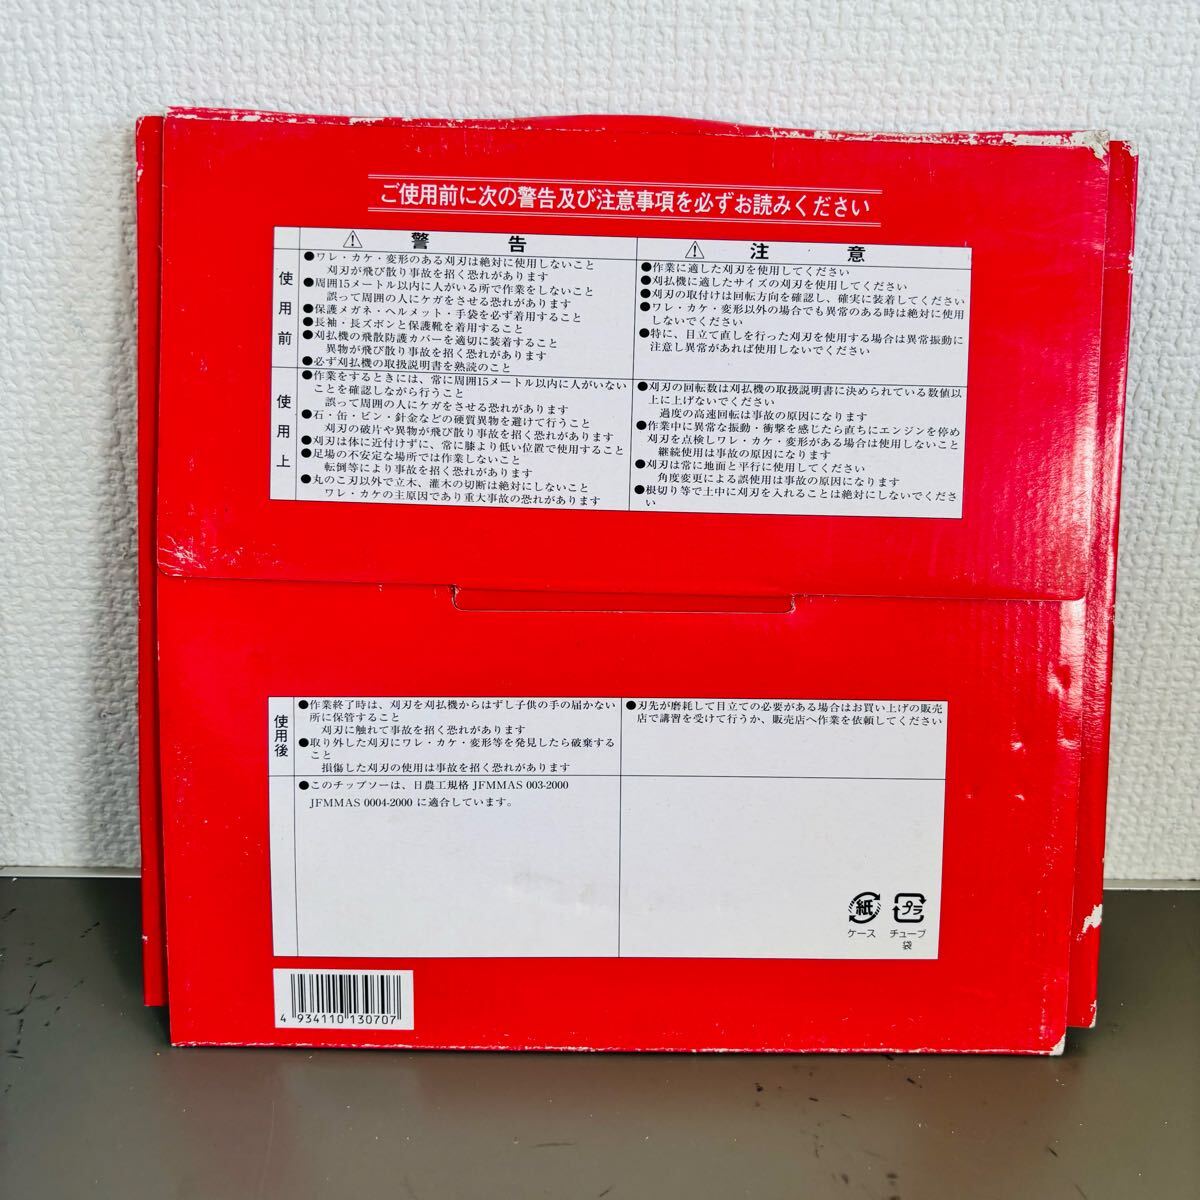 ご使用前に次の警告及び注意事項を必ずお読みください
⚠ 警告
使用前
●ワレ・カケ・変形のある刈刃は絶対に使用しないこと
刈刃が飛び散り事故を招く恐れがあります
●周囲15メートル以内に人がいる所で作業をしないこと
誤って周囲の人にケガをさせる恐れがあります
●保護メガネ・ヘルメット・手袋を必ず着用すること
●長袖・長ズボンと保護靴を着用すること
●刈払機の飛散防護カバーを適切に装着すること
異物が飛び散り事故を招く恐れがあります
●必ず刈払機の取扱説明書を熟読のこと
⚠ 注意
●作業に適した刈刃を使用してください
●刈払機に適したサイズの刈刃を使用してください
●刈刃の取付けは回転方向を確認し、確実に装着してください
●ワレ・カケ・変形以外の場合でも異常のある時は絶対に使用
しないでください
●特に、目立て直しを行った刈刃を使用する場合は異常振動に
注意し異常があれば使用しないでください
使用上
●作業をするときには、常に周囲15メートル以内に人がいない
ことを確認しながら行うこと
誤って周囲の人にケガをさせる恐れがあります
●石・缶・ビン・針金などの硬質異物を避けて行うこと
刈刃の破片や異物が飛び散り事故を招く恐れがあります
●刈刃は体に近付けずに、常に膝より低い位置で使用すること
●足場の不安定な場所では作業しないこと
転倒等により事故を招く恐れがあります
●丸のこ刃以外で立木、灌木の切断は絶対にしないこと
ワレ・カケの主原因であり重大事故の恐れがあります
●刈刃の回転数は刈払機の取扱説明書に決められている数値以
上に上げないでください
過度の高速回転は事故の原因になります
●作業中に異常な振動・衝撃を感じたら直ちにエンジンを停め
刈刃を点検しワレ・カケ・変形がある場合は使用しないこと
継続使用は事故の原因になります
●刈刃は常に地面と平行に使用してください
角度変更による誤使用は事故の原因になります
●根切り等で土中に刈刃を入れることは絶対にしないでくださ
い
使用後
●作業終了時は、刈刃を刈払機からはずし子供の手の届かない
所に保管すること
刈刃に触れて事故を招く恐れがあります
●取り外した刈刃にワレ・カケ・変形等を発見したら破棄する
こと
損傷した刈刃の使用は事故を招く恐れがあります
●刃先が磨耗して目立ての必要がある場合はお買い上げの販売
店で講習を受けて行うか、販売店へ作業を依頼してください
●このチップソーは、日農工規格 JFMMAS 003-2000
JFMMAS 0004-2000 に適合しています。
紙
ケース
プラ
チューブ
袋
4 934110 130707